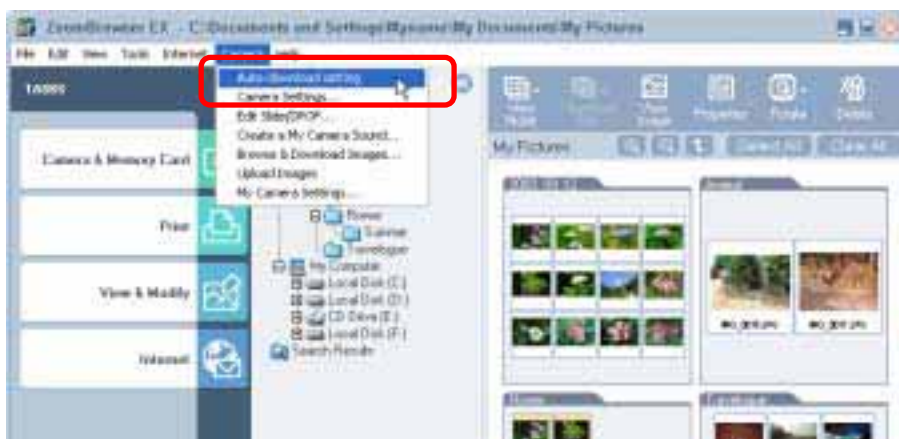 ZoomBrowser EX - C:\Documents and Settings\Myname\My Documents\My Pictures
File Edit View Tools Internet Help
TASKS
Auto-download setting
Camera Settings...
Edit Slide/DPOF...
Create a My Camera Sound...
Browse & Download Images...
Upload Images
My Camera Settings...
Camera & Memory Card
Print
View & Modify
Internet
Flower
Summer
Travelogue
My Computer
Local Disk (C:)
Local Disk (D:)
CD Drive (E:)
Local Disk (F:)
Search Results
Properties
Rotate
Delete
My Pictures
Select All
Clear All